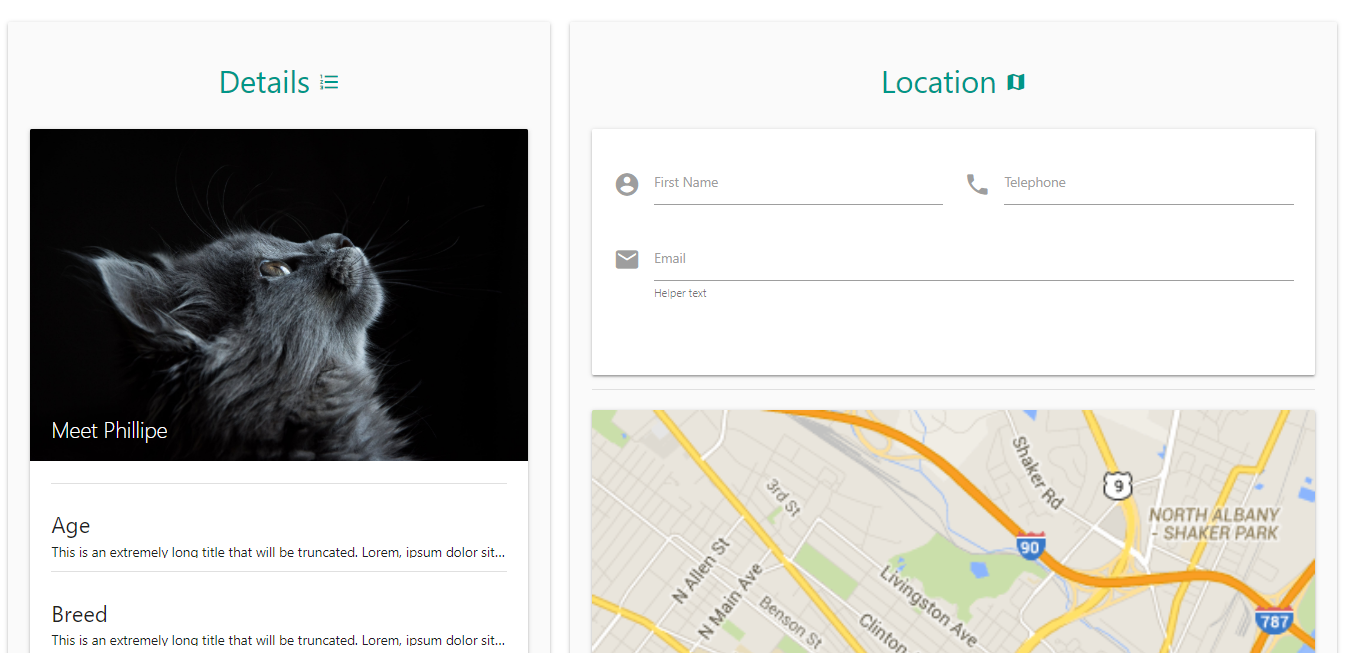 Details
Meet Phillipe
Age
This is an extremely long title that will be truncated. Lorem, ipsum dolor sit...
Breed
This is an extremely long title that will be truncated. Lorem, ipsum dolor sit...
Location
First Name
Telephone
Email
Helper text
Shaker Rd
9
3rd St
NORTH ALBANY
- SHAKER PARK
90
N Allen St
N Main Ave
Livingston Ave
Benson St
Clinton
787